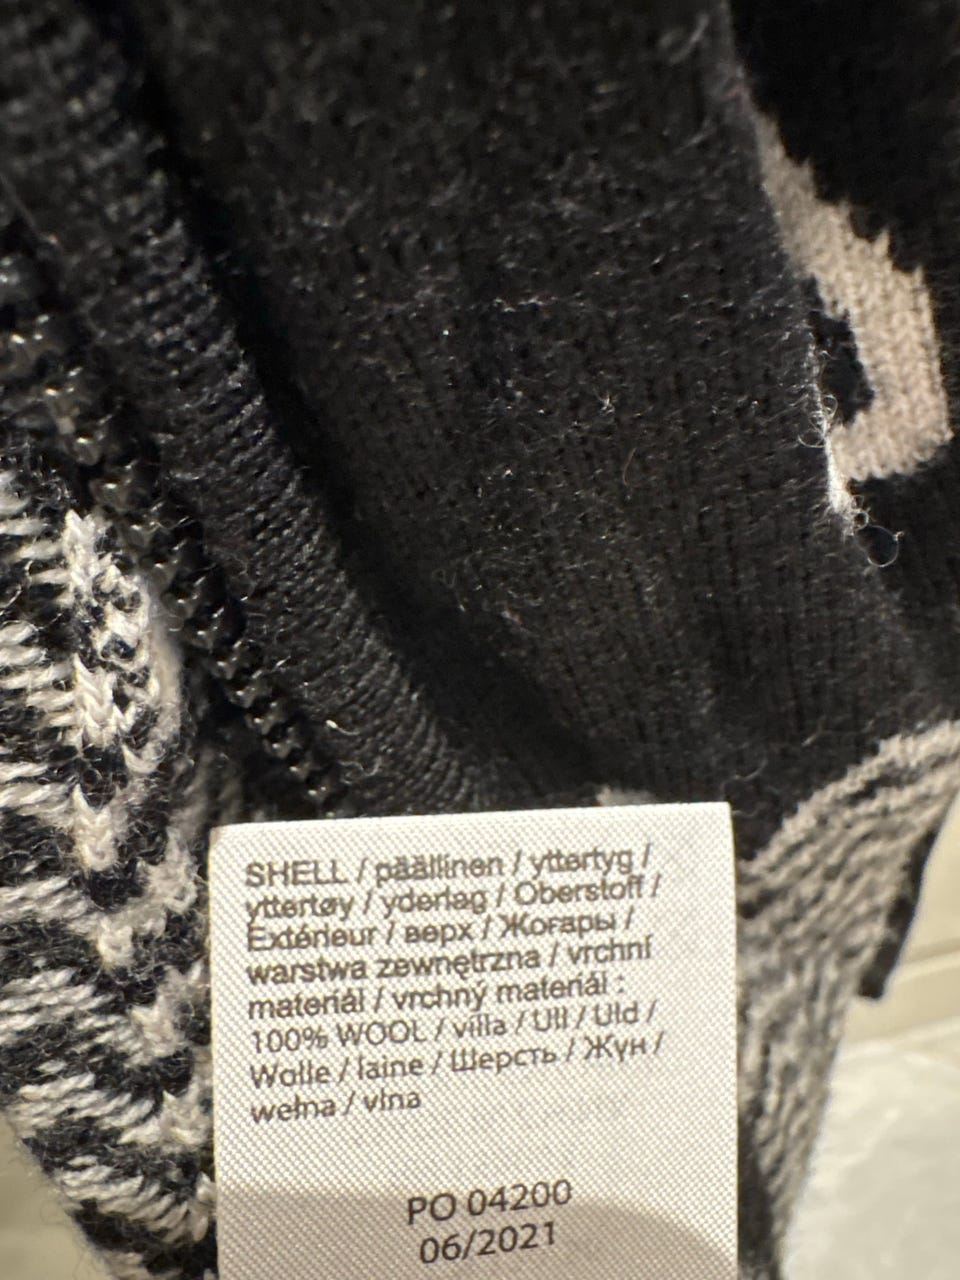 SHELL / päällinen / yttertyg /
yttertøy / yderlag / Oberstoff /
Extérieur / верх / Жоғары /
warstwa zewnętrzna / vrchní
materiál / vrchný materiál :
100% WOOL / villa / Ull / Uld /
Wolle / laine / Шерсть / Жүн /
wełna / vlna
PO 04200
06/2021